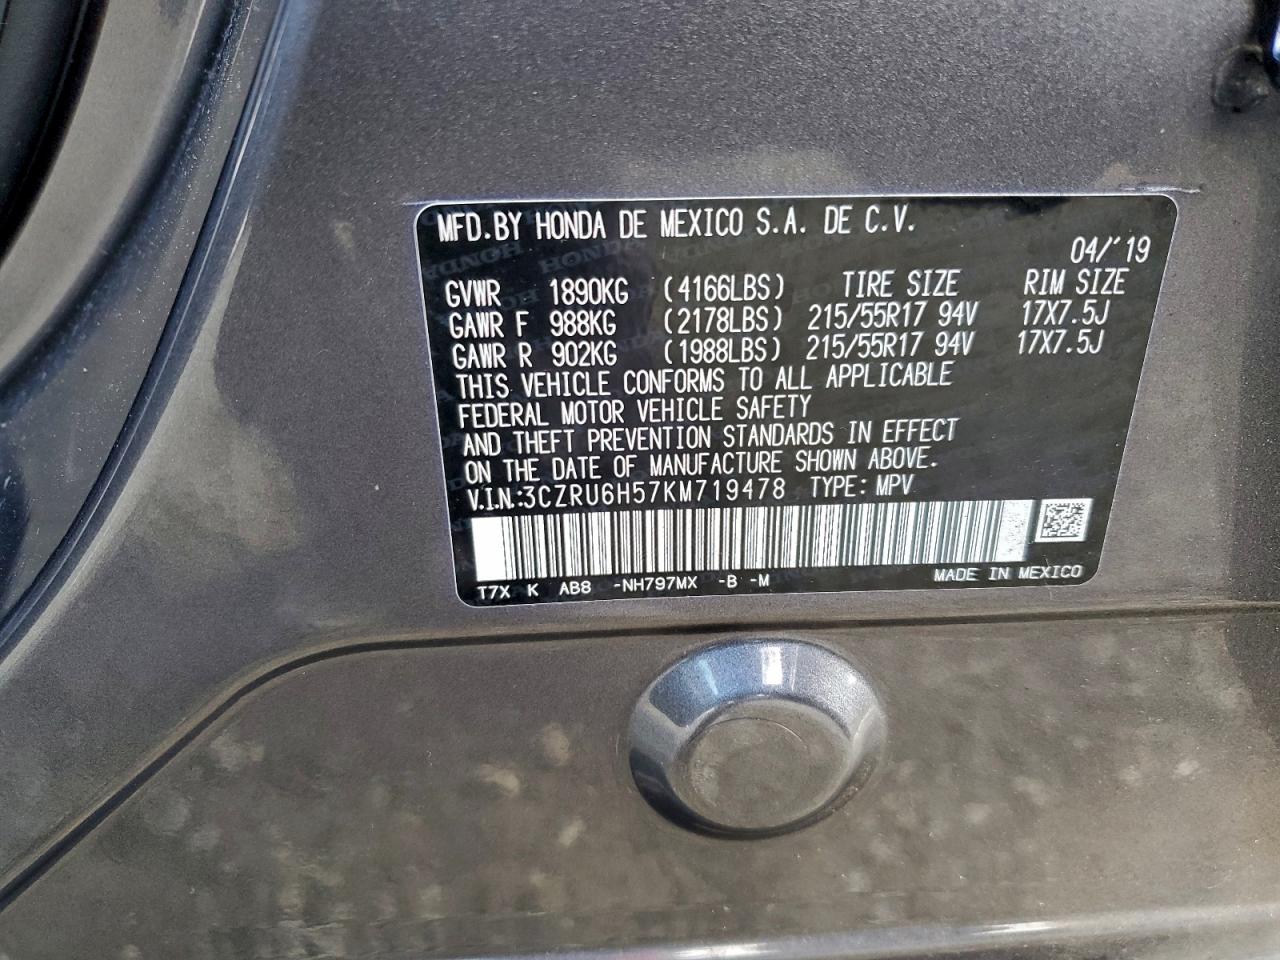 MFD.BY HONDA DE MEXICO S.A. DE C.V.
04/'19
GVWR 1890KG (4166LBS) TIRE SIZE RIM SIZE
GAWR F 988KG (2178LBS) 215/55R17 94V 17X7.5J
GAWR R 902KG (1988LBS) 215/55R17 94V 17X7.5J
THIS VEHICLE CONFORMS TO ALL APPLICABLE
FEDERAL MOTOR VEHICLE SAFETY
AND THEFT PREVENTION STANDARDS IN EFFECT
ON THE DATE OF MANUFACTURE SHOWN ABOVE.
V.I.N.:3CZRU6H57KM719478 TYPE: MPV
T7X K AB8 -NH797MX -B -M MADE IN MEXICO